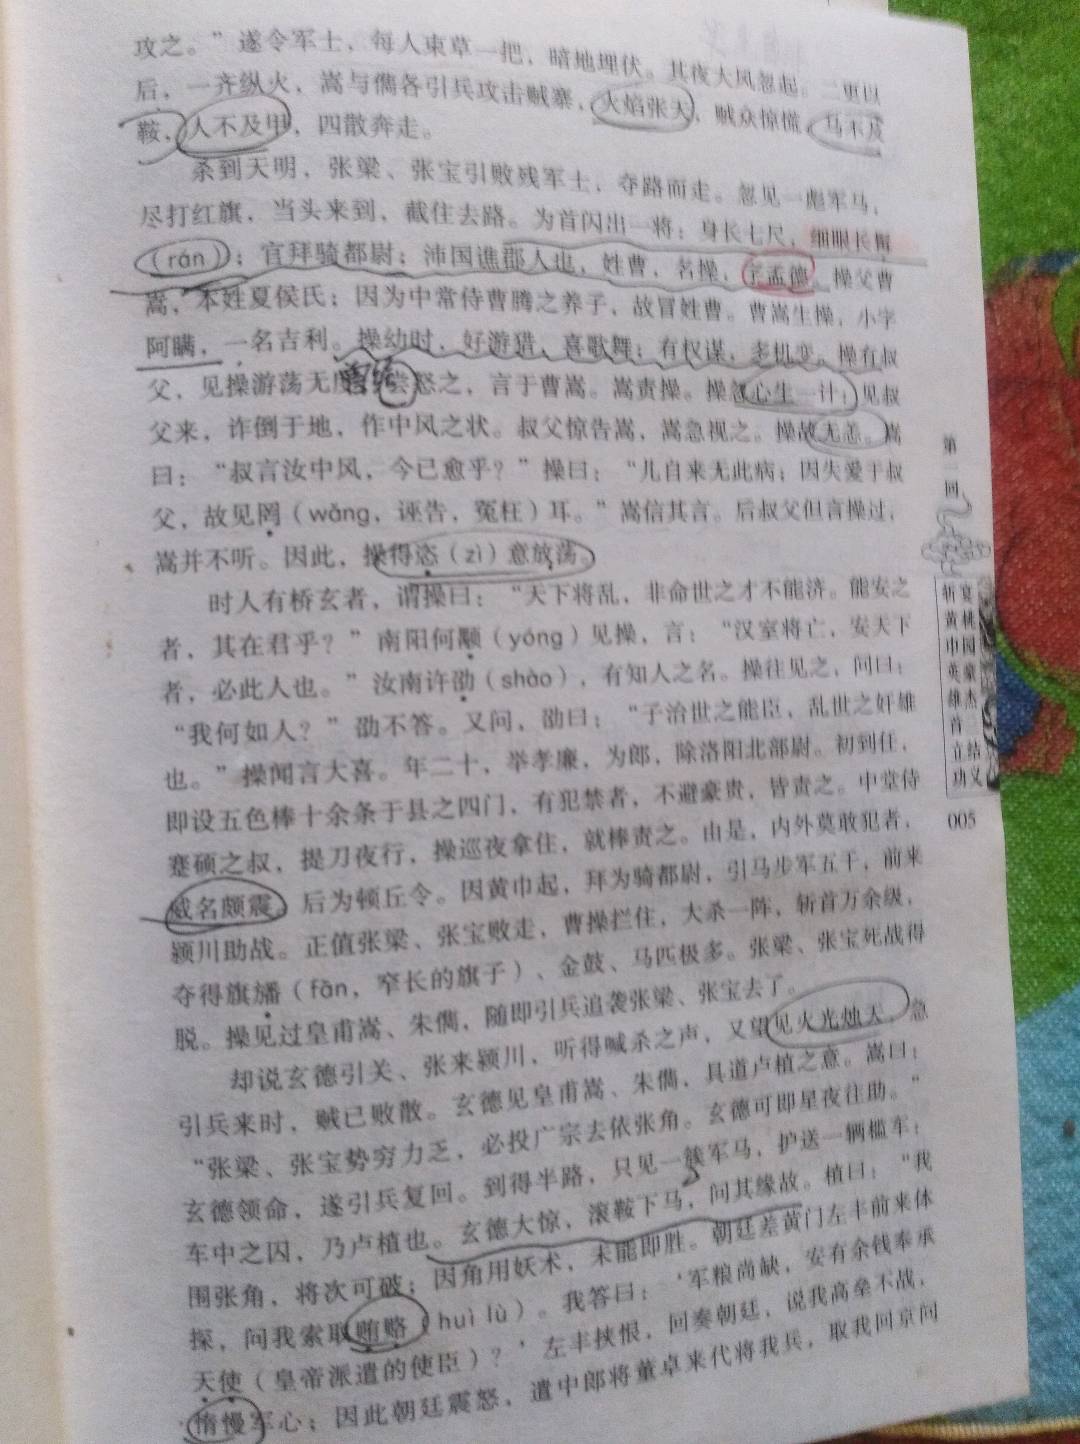 攻之。”遂令军士，每人束草一把，暗地埋伏。其夜大风忽起。二更以
后，一齐纵火，嵩与儁各引兵攻击贼寨，火焰张天，贼众惊慌，马不及
鞍，人不及甲，四散奔走。
杀到天明，张梁、张宝引败残军士，夺路而走。忽见一彪军马，
尽打红旗，当头来到，截住去路。为首闪出一将：身长七尺，细眼长髯
（rán）；官拜骑都尉；沛国谯郡人也，姓曹，名操，字孟德。操父曹
嵩，本姓夏侯氏；因为中常侍曹腾之养子，故冒姓曹。曹嵩生操，小字
阿瞒，一名吉利。操幼时，好游猎，喜歌舞；有权谋，多机变。操有叔
父，见操游荡无度，尝怒之，言于曹嵩。嵩责操。操忽心生一计：见叔
父来，诈倒于地，作中风之状。叔父惊告嵩，嵩急视之。操故无恙。嵩
曰：“叔言汝中风，今已愈乎？”操曰：“儿自来无此病；因失爱于叔
父，故见罔（wǎng，诬告，冤枉）耳。”嵩信其言。后叔父但言操过，
嵩并不听。因此，操得恣（zì）意放荡。
时人有桥玄者，谓操曰：“天下将乱，非命世之才不能济。能安之
者，其在君乎？”南阳何颙（yóng）见操，言：“汉室将亡，安天下
者，必此人也。”汝南许劭（shào），有知人之名。操往见之，问曰：
“我何如人？”劭不答。又问，劭曰：“子治世之能臣，乱世之奸雄
也。”操闻言大喜。年二十，举孝廉，为郎，除洛阳北部尉。初到任，
即设五色棒十余条于县之四门，有犯禁者，不避豪贵，皆责之。中堂侍
蹇硕之叔，提刀夜行，操巡夜拿住，就棒责之。由是，内外莫敢犯者，
威名颇震。后为顿丘令。因黄巾起，拜为骑都尉，引马步军五千，前来
颍川助战。正值张梁、张宝败走，曹操拦住，大杀一阵，斩首万余级，
夺得旗旛（fān，窄长的旗子）、金鼓、马匹极多。张梁、张宝死战得
脱。操见过皇甫嵩、朱儁，随即引兵追袭张梁、张宝去了。
却说玄德引关、张来颍川，听得喊杀之声，又望见火光烛天，急
引兵来时，贼已败散。玄德见皇甫嵩、朱儁，具道卢植之意。嵩曰：
“张梁、张宝势穷力乏，必投广宗去依张角。玄德可即星夜往助。”
玄德领命，遂引兵复回。到得半路，只见一簇军马，护送一辆槛车；
车中之囚，乃卢植也。玄德大惊，滚鞍下马，问其缘故。植曰：“我
围张角，将次可破；因角用妖术，未能即胜。朝廷差黄门左丰前来体
探，问我索取贿赂（huì lù）。我答曰：‘军粮尚缺，安有余钱奉承
天使（皇帝派遣的使臣）？’左丰挟恨，回奏朝廷，说我高垒不战，
惰慢军心；因此朝廷震怒，遣中郎将董卓来代将我兵，取我回京问
第一回
宴桃园豪杰三结义
斩黄巾英雄首立功
005